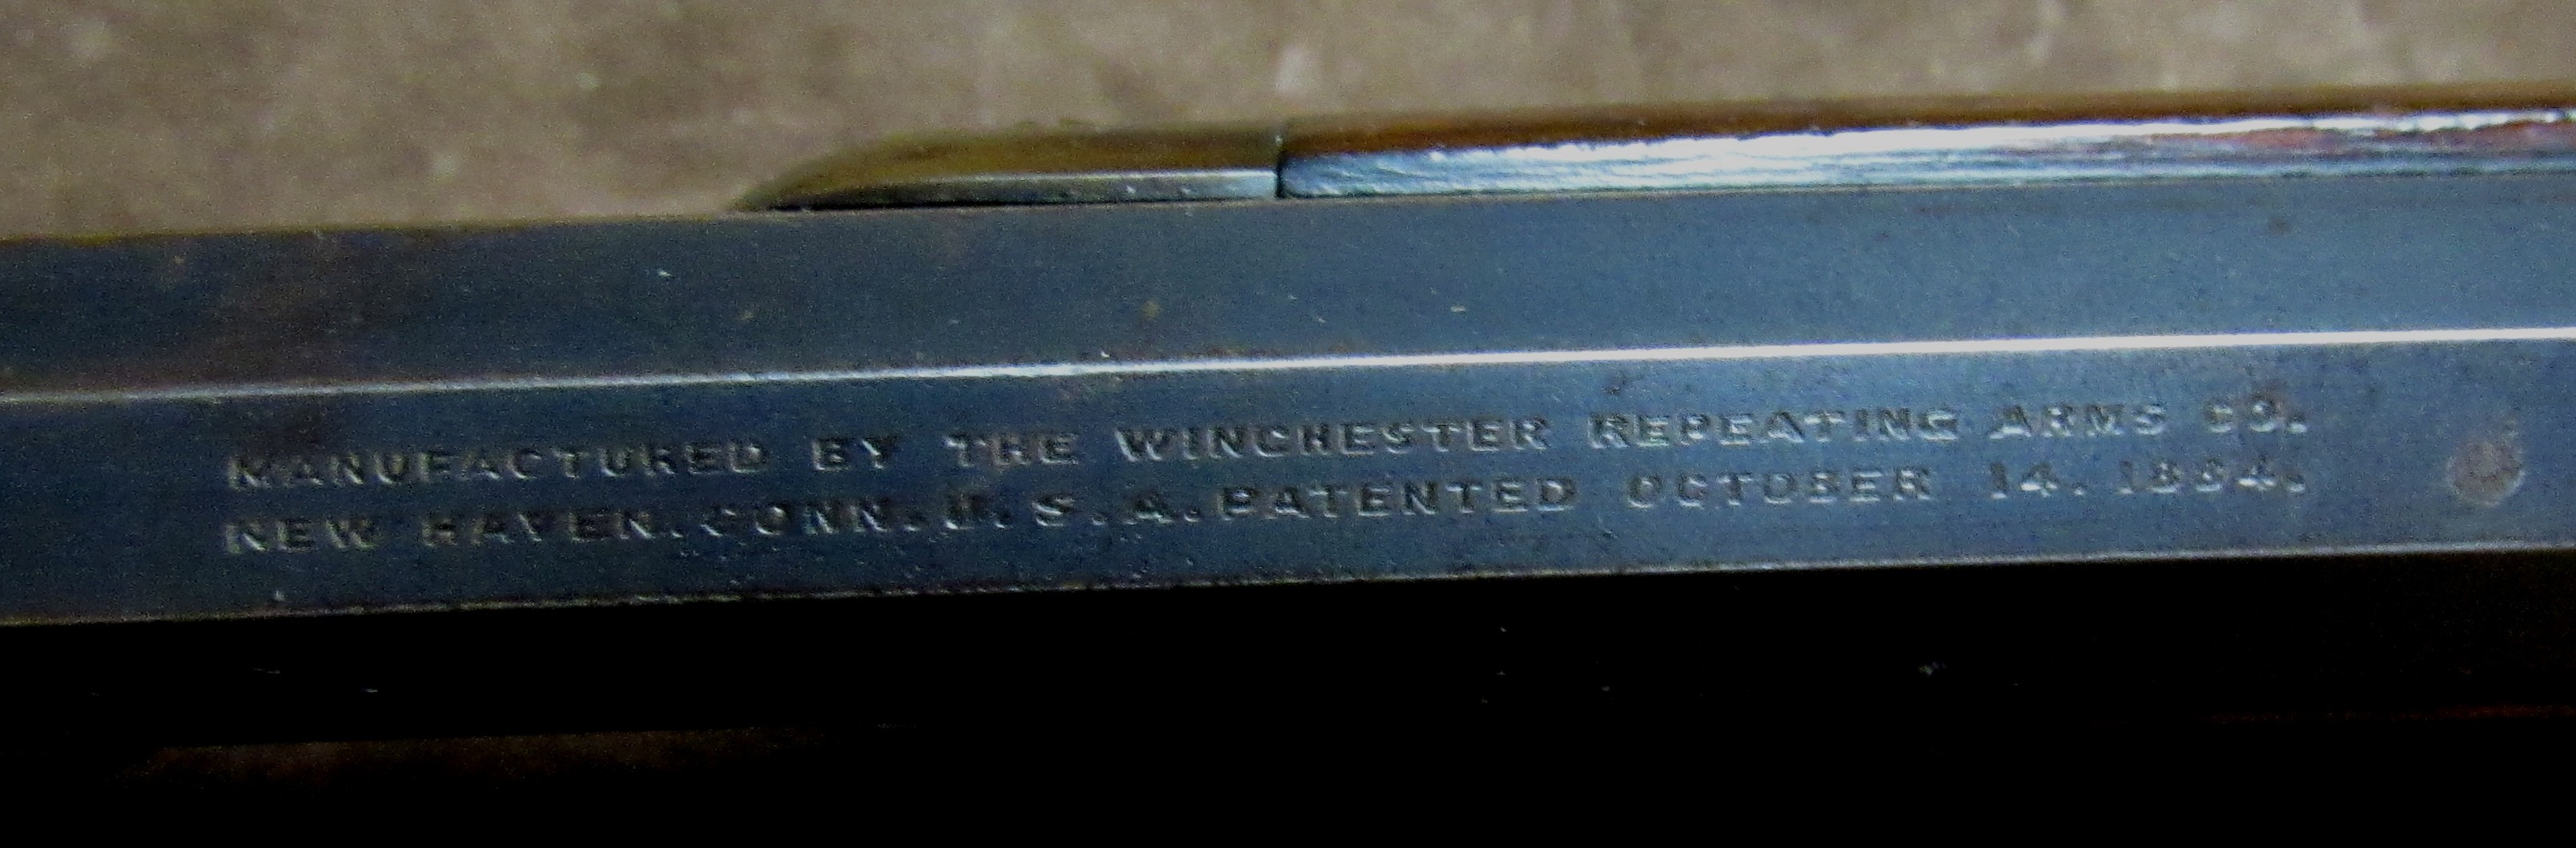 MANUFACTURED BY THE WINCHESTER REPEATING ARMS CO.
NEW HAVEN. CONN. U. S. A. PATENTED OCTOBER 14. 1884.